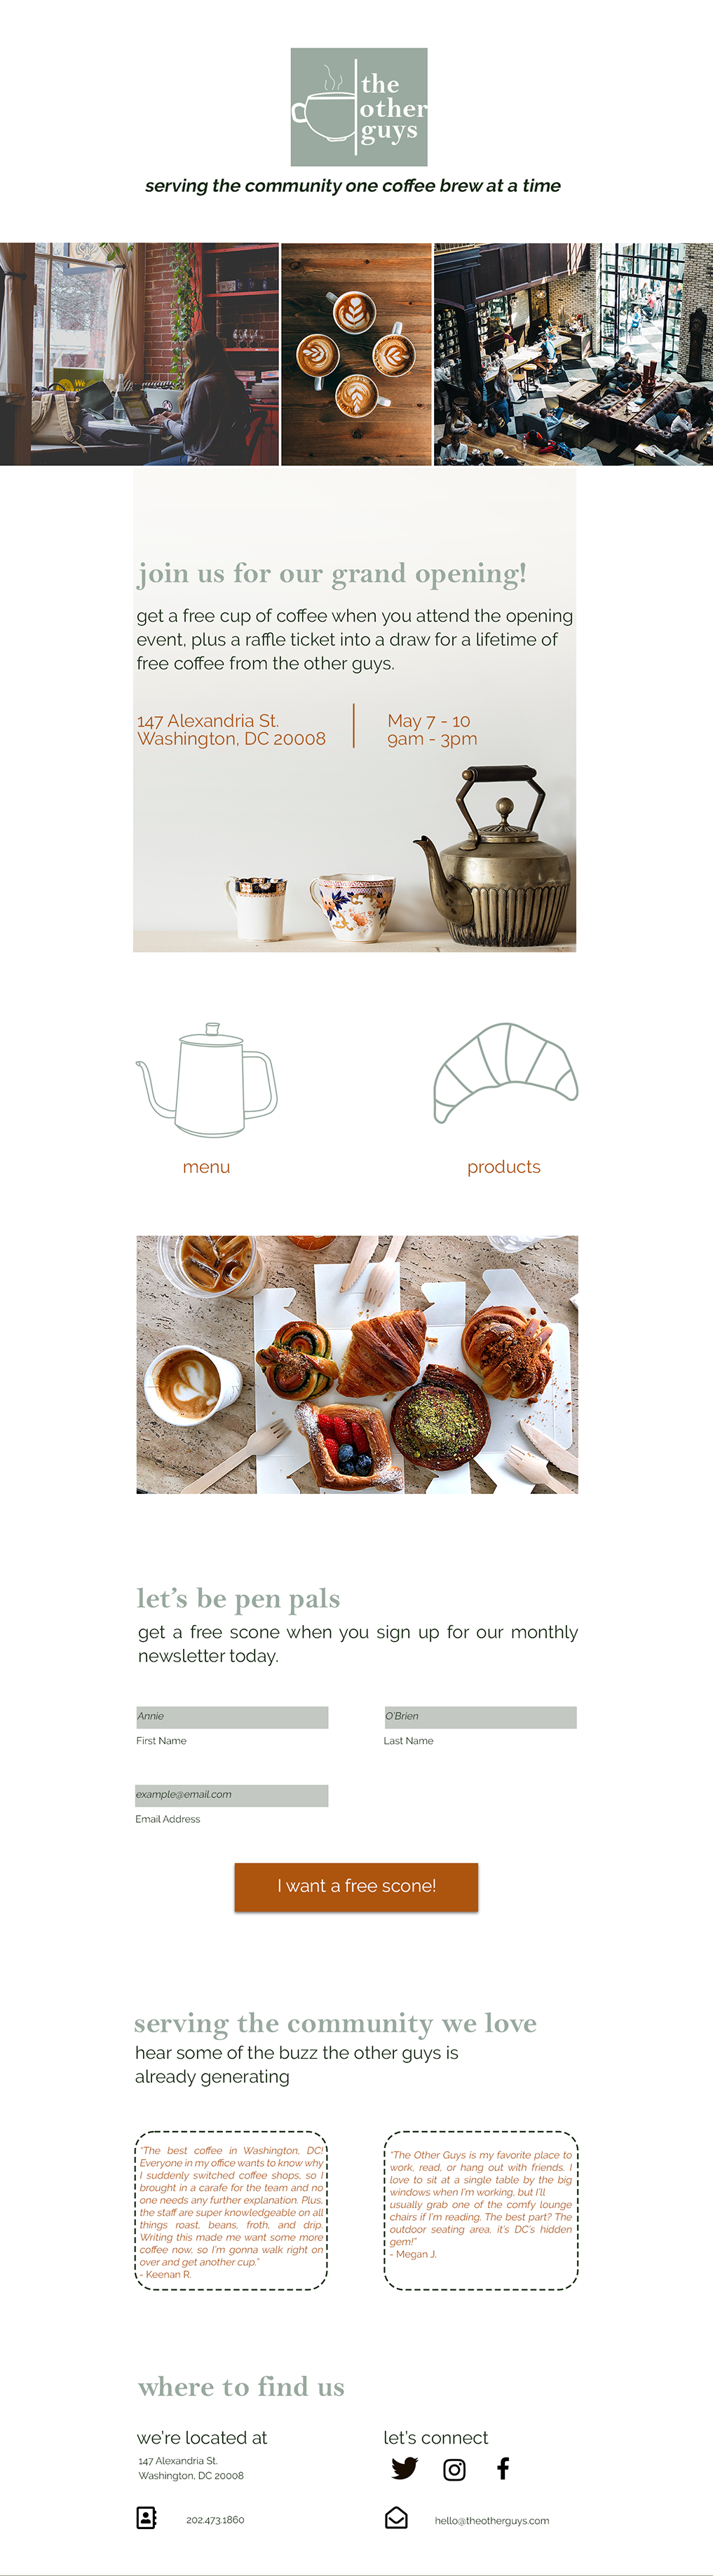 the
other
guys
serving the community one coffee brew at a time
join us for our grand opening!
get a free cup of coffee when you attend the opening
event, plus a raffle ticket into a draw for a lifetime of
free coffee from the other guys.
147 Alexandria St.
Washington, DC 20008
May 7 - 10
9am - 3pm
menu
products
let's be pen pals
get a free scone when you sign up for our monthly
newsletter today.
Annie
First Name
O'Brien
Last Name
example@email.com
Email Address
I want a free scone!
serving the community we love
hear some of the buzz the other guys is
already generating
"The best coffee in Washington, DC!
Everyone in my office wants to know why
I suddenly switched coffee shops, so I
brought in a carafe for the team and no
one needs any further explanation. Plus,
the staff are super knowledgeable on all
things roast, beans, froth, and drip.
Writing this made me want some more
coffee now, so I'm gonna walk right on
over and get another cup."
- Keenan R.
"The Other Guys is my favorite place to
work, read, or hang out with friends. I
love to sit at a single table by the big
windows when I'm working, but I'll
usually grab one of the comfy lounge
chairs if I'm reading. The best part? The
outdoor seating area, it's DC's hidden
gem!"
- Megan J.
where to find us
we're located at
147 Alexandria St.
Washington, DC 20008
202.473.1860
let's connect
hello@theotherguys.com